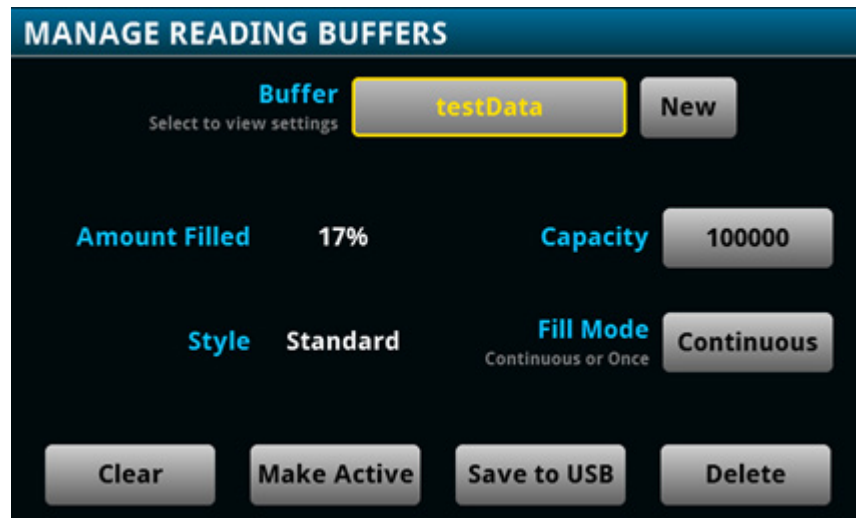 MANAGE READING BUFFERS
Buffer
Select to view settings
testData
New
Amount Filled
17%
Capacity
100000
Style
Standard
Fill Mode
Continuous or Once
Continuous
Clear
Make Active
Save to USB
Delete